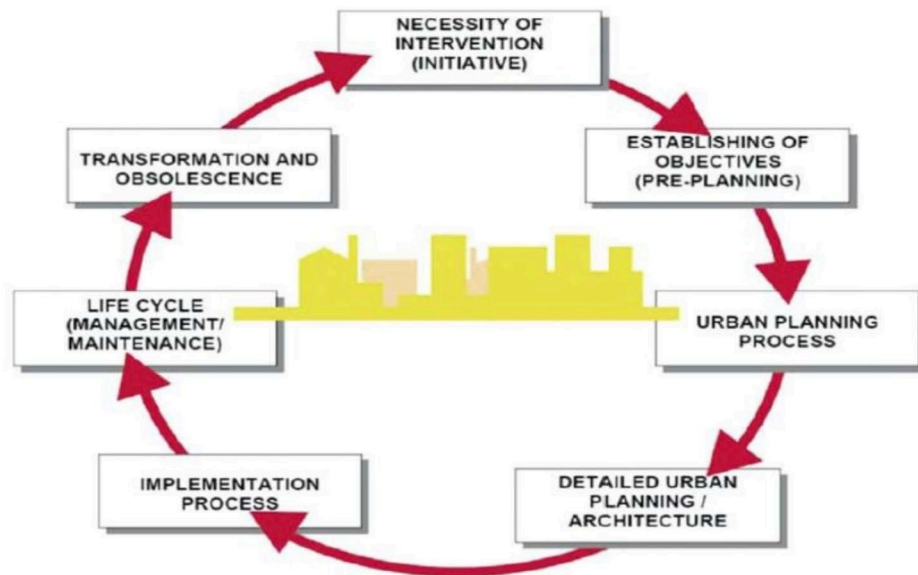 NECESSITY OF
INTERVENTION
(INITIATIVE)
ESTABLISHING OF
OBJECTIVES
(PRE-PLANNING)
URBAN PLANNING
PROCESS
DETAILED URBAN
PLANNING /
ARCHITECTURE
IMPLEMENTATION
PROCESS
LIFE CYCLE
(MANAGEMENT/
MAINTENANCE)
TRANSFORMATION AND
OBSOLESCENCE